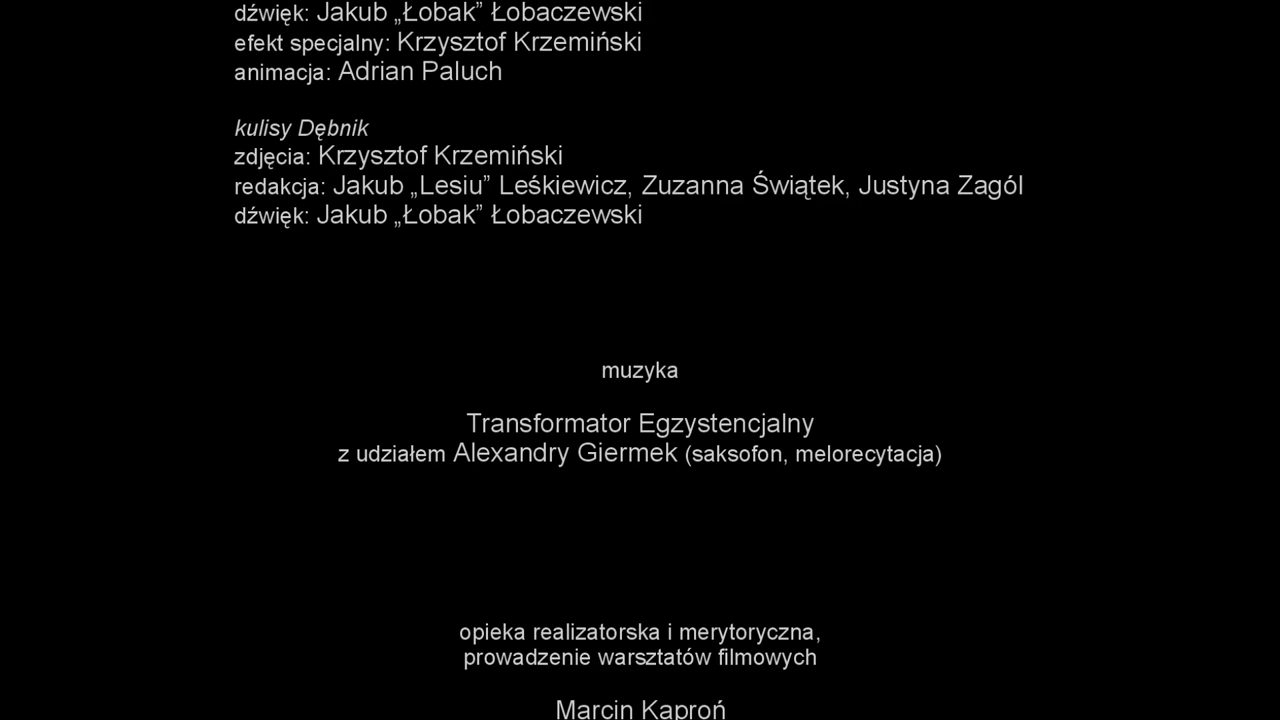 dźwięk: Jakub „Łobak” Łobaczewski
efekt specjalny: Krzysztof Krzemiński
animacja: Adrian Paluch
kulisy Dębnik
zdjęcia: Krzysztof Krzemiński
redakcja: Jakub „Lesiu” Leśkiewicz, Zuzanna Świątek, Justyna Zagól
dźwięk: Jakub „Łobak” Łobaczewski
muzyka
Transformator Egzystencjalny
z udziałem Alexandry Giermek (saksofon, melorecytacja)
opieka realizatorska i merytoryczna,
prowadzenie warsztatów filmowych
Marcin Kaproń